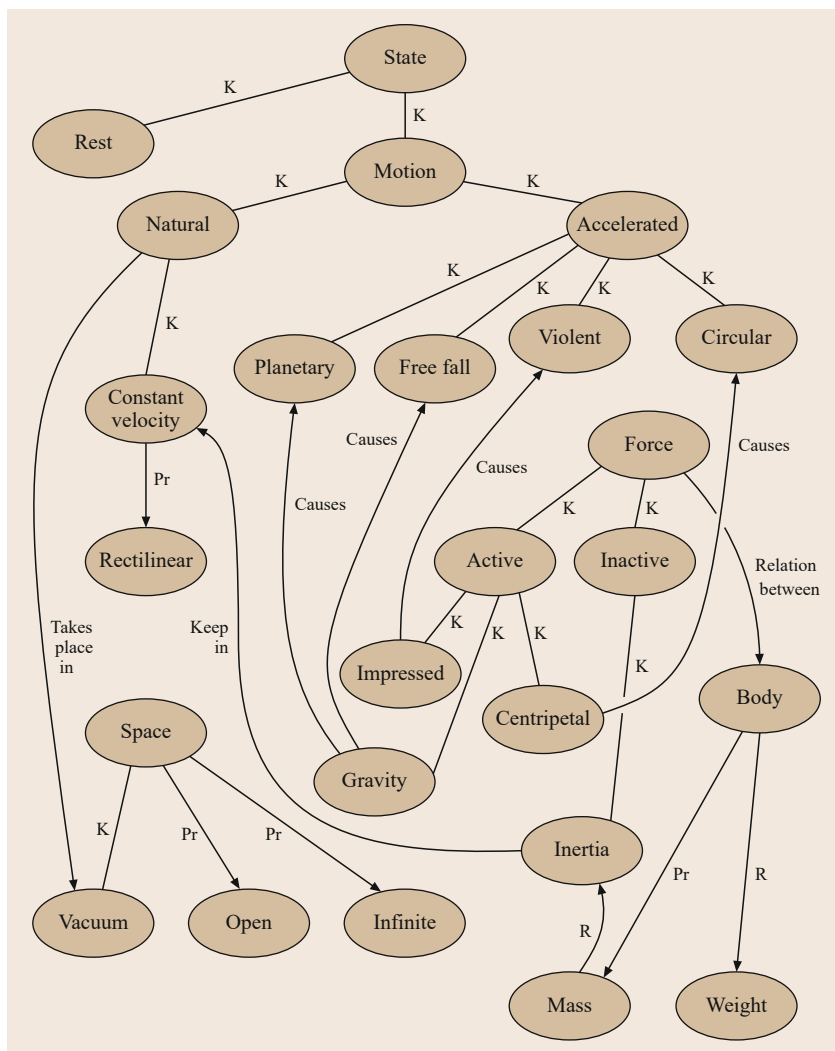 State
K
K
Rest
Motion
K
K
Natural
Accelerated
K
K
K
K
K
Planetary
Free fall
Violent
Circular
Constant
velocity
Causes
Force
Causes
Causes
Pr
Causes
K
K
Rectilinear
Active
Inactive
Relation
between
Takes
place
in
Keep
in
K
K
K
K
Impressed
Centripetal
Body
Space
Gravity
K
Pr
Pr
Inertia
Pr
R
Vacuum
Open
Infinite
R
Mass
Weight